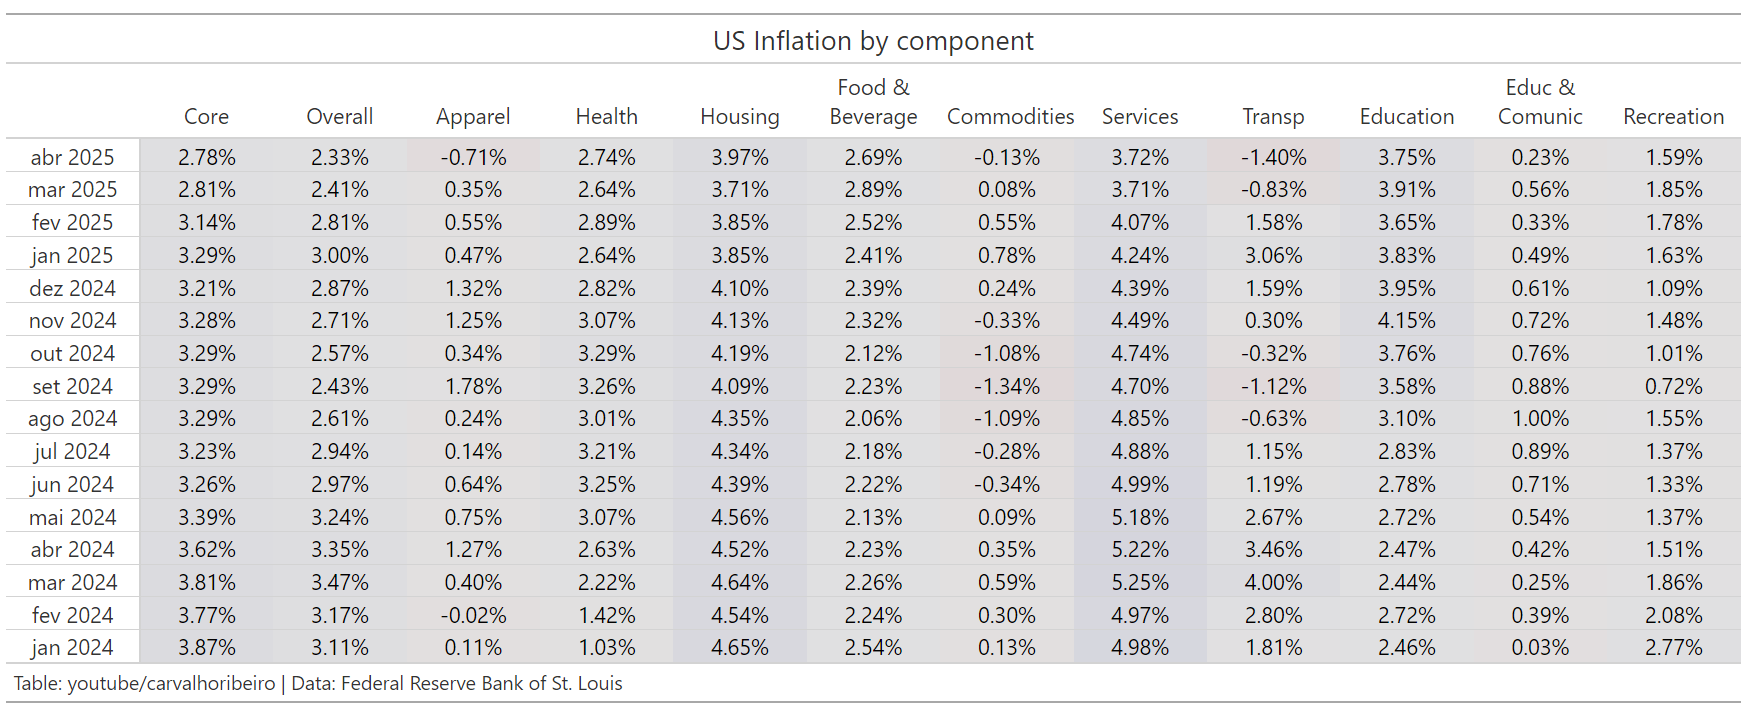 US Inflation by component
Core Overall Apparel Health Housing Food & Beverage Commodities Services Transp Education Educ & Comunic Recreation
abr 2025 2.78% 2.33% -0.71% 2.74% 3.97% 2.69% -0.13% 3.72% -1.40% 3.75% 0.23% 1.59%
mar 2025 2.81% 2.41% 0.35% 2.64% 3.71% 2.89% 0.08% 3.71% -0.83% 3.91% 0.56% 1.85%
fev 2025 3.14% 2.81% 0.55% 2.89% 3.85% 2.52% 0.55% 4.07% 1.58% 3.65% 0.33% 1.78%
jan 2025 3.29% 3.00% 0.47% 2.64% 3.85% 2.41% 0.78% 4.24% 3.06% 3.83% 0.49% 1.63%
dez 2024 3.21% 2.87% 1.32% 2.82% 4.10% 2.39% 0.24% 4.39% 1.59% 3.95% 0.61% 1.09%
nov 2024 3.28% 2.71% 1.25% 3.07% 4.13% 2.32% -0.33% 4.49% 0.30% 4.15% 0.72% 1.48%
out 2024 3.29% 2.57% 0.34% 3.29% 4.19% 2.12% -1.08% 4.74% -0.32% 3.76% 0.76% 1.01%
set 2024 3.29% 2.43% 1.78% 3.26% 4.09% 2.23% -1.34% 4.70% -1.12% 3.58% 0.88% 0.72%
ago 2024 3.29% 2.61% 0.24% 3.01% 4.35% 2.06% -1.09% 4.85% -0.63% 3.10% 1.00% 1.55%
jul 2024 3.23% 2.94% 0.14% 3.21% 4.34% 2.18% -0.28% 4.88% 1.15% 2.83% 0.89% 1.37%
jun 2024 3.26% 2.97% 0.64% 3.25% 4.39% 2.22% -0.34% 4.99% 1.19% 2.78% 0.71% 1.33%
mai 2024 3.39% 3.24% 0.75% 3.07% 4.56% 2.13% 0.09% 5.18% 2.67% 2.72% 0.54% 1.37%
abr 2024 3.62% 3.35% 1.27% 2.63% 4.52% 2.23% 0.35% 5.22% 3.46% 2.47% 0.42% 1.51%
mar 2024 3.81% 3.47% 0.40% 2.22% 4.64% 2.26% 0.59% 5.25% 4.00% 2.44% 0.25% 1.86%
fev 2024 3.77% 3.17% -0.02% 1.42% 4.54% 2.24% 0.30% 4.97% 2.80% 2.72% 0.39% 2.08%
jan 2024 3.87% 3.11% 0.11% 1.03% 4.65% 2.54% 0.13% 4.98% 1.81% 2.46% 0.03% 2.77%
Table: youtube/carvalhoribeiro | Data: Federal Reserve Bank of St. Louis